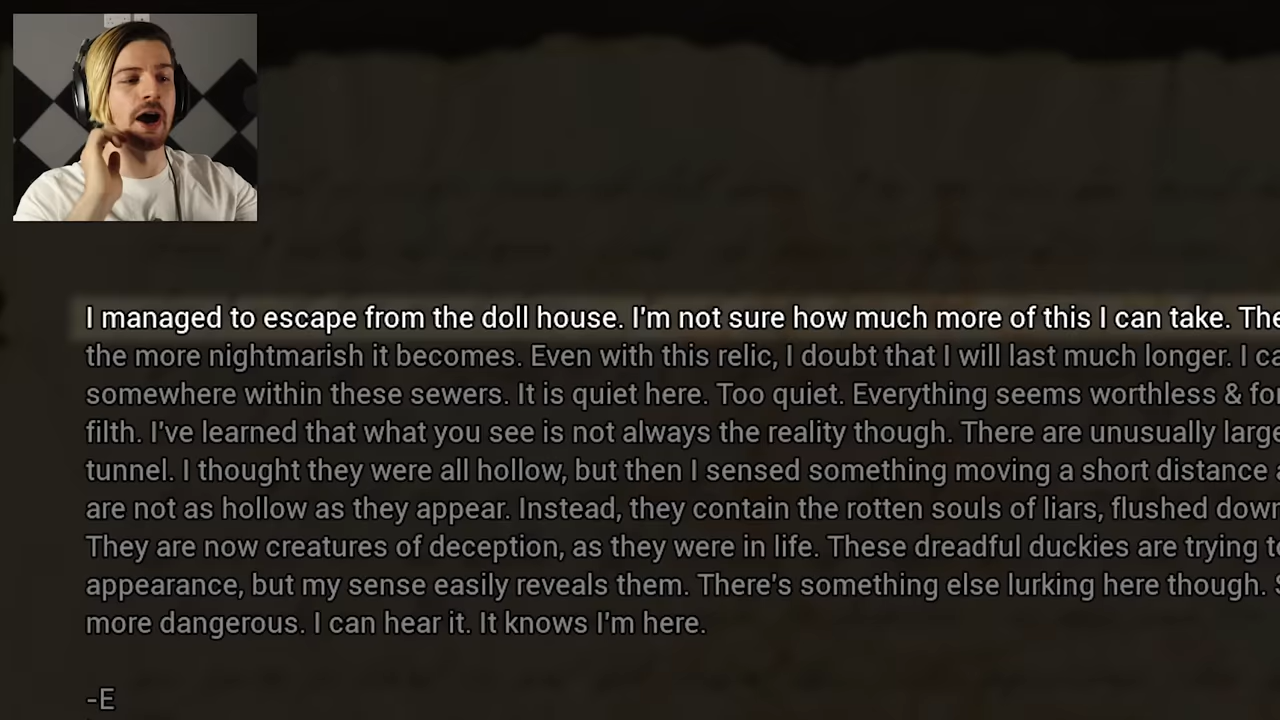 I managed to escape from the doll house. I'm not sure how much more of this I can take.
the more nightmarish it becomes. Even with this relic, I doubt that I will last much longer. I
somewhere within these sewers. It is quiet here. Too quiet. Everything seems worthless &
filth. I've learned that what you see is not always the reality though. There are unusually large
tunnel. I thought they were all hollow, but then I sensed something moving a short distance
are not as hollow as they appear. Instead, they contain the rotten souls of liars, flushed down
They are now creatures of deception, as they were in life. These dreadful duckies are trying
appearance, but my sense easily reveals them. There's something else lurking here though.
more dangerous. I can hear it. It knows I'm here.
-E